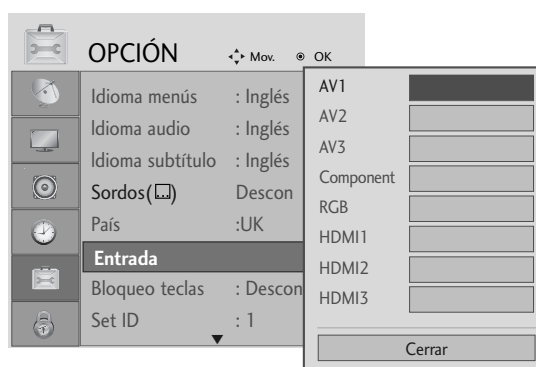 OPCIÓN Mov. OK
Idioma menús : Inglés
Idioma audio : Inglés
Idioma subtítulo : Inglés
Sordos( ) Descon
País :UK
Entrada
Bloqueo teclas : Descon
Set ID : 1
AV1
AV2
AV3
Component
RGB
HDMI1
HDMI2
HDMI3
Cerrar